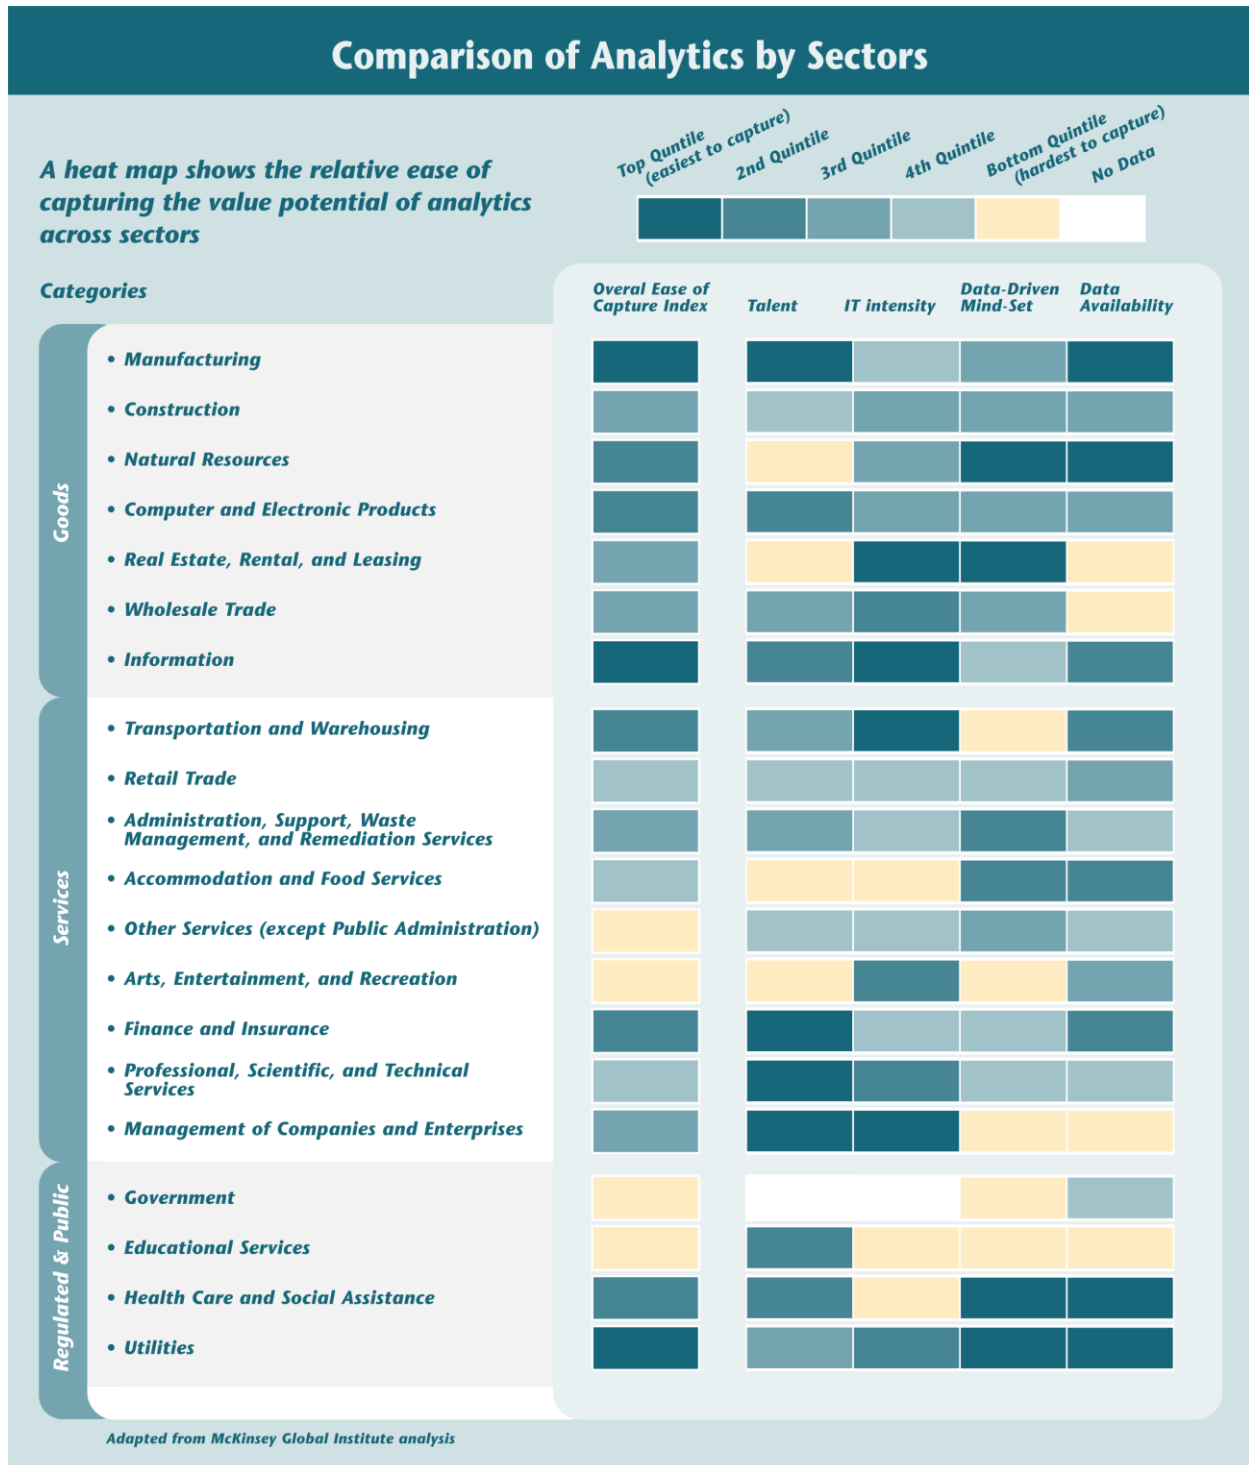 Comparison of Analytics by Sectors
A heat map shows the relative ease of
capturing the value potential of analytics
across sectors
Top Quntile
(easiest to capture)
2nd Quintile
3rd Quintile
4th Quintile
Bottom Quintile
(hardest to capture)
No Data
Categories
Overal Ease of
Capture Index
Talent
IT intensity
Data-Driven
Mind-Set
Data
Availability
Goods
• Manufacturing
• Construction
• Natural Resources
• Computer and Electronic Products
• Real Estate, Rental, and Leasing
• Wholesale Trade
• Information
Services
• Transportation and Warehousing
• Retail Trade
• Administration, Support, Waste
Management, and Remediation Services
• Accommodation and Food Services
• Other Services (except Public Administration)
• Arts, Entertainment, and Recreation
• Finance and Insurance
• Professional, Scientific, and Technical
Services
• Management of Companies and Enterprises
Regulated & Public
• Government
• Educational Services
• Health Care and Social Assistance
• Utilities
Adapted from McKinsey Global Institute analysis